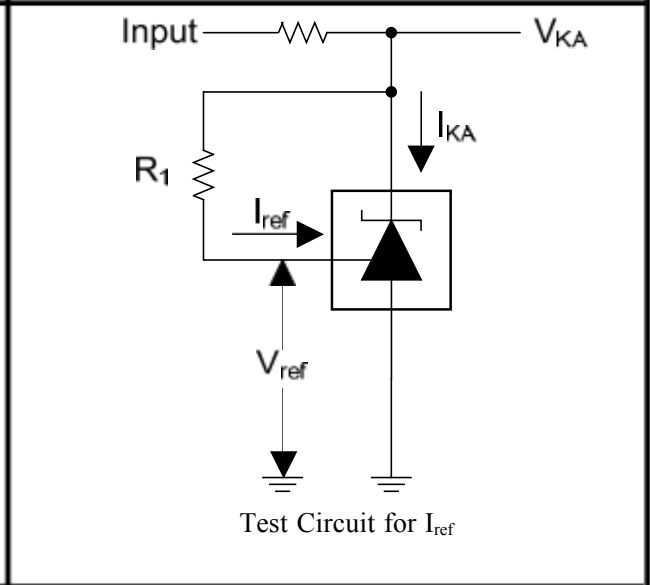 Input
VKA
IKA
R1
Iref
Vref
Test Circuit for Iref